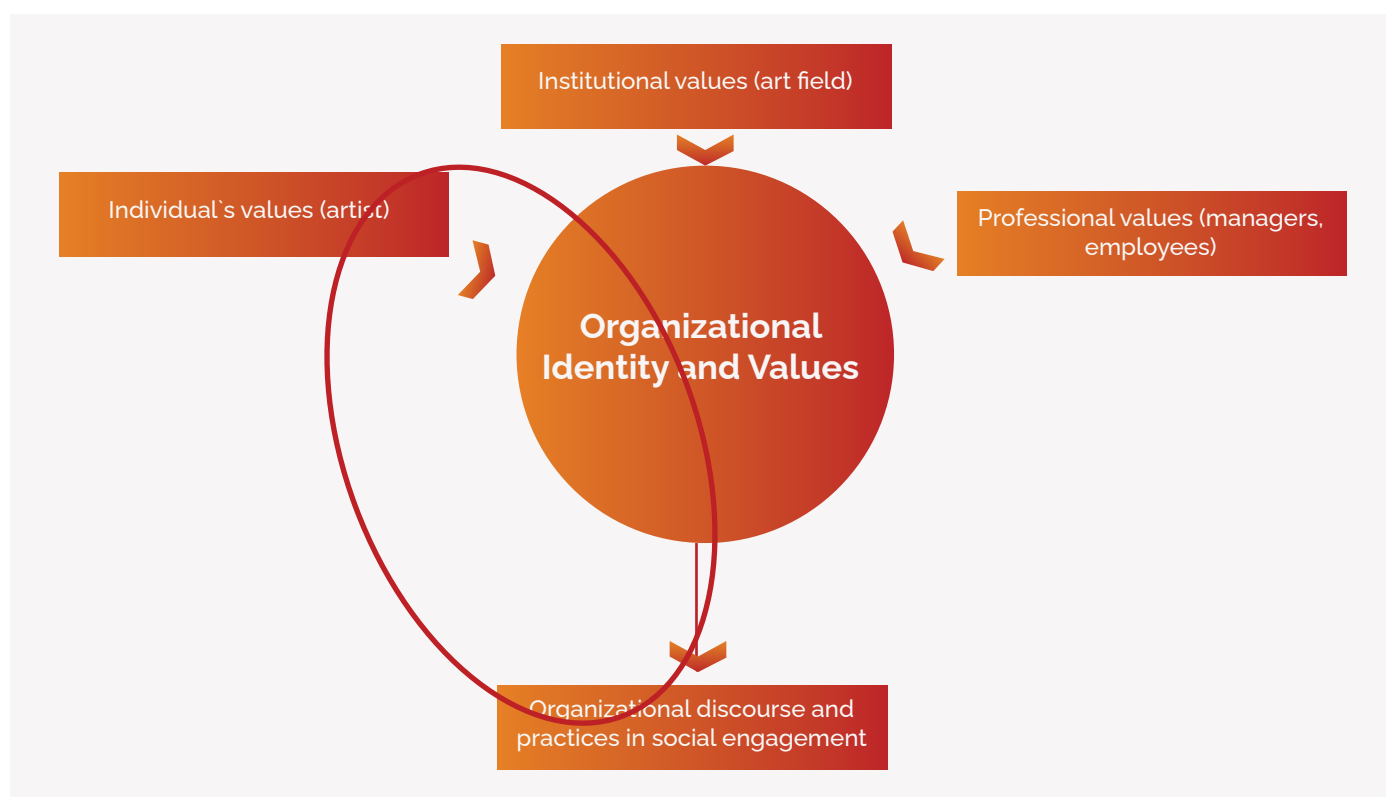 Institutional values (art field)
Individual`s values (artist)
Professional values (managers,
employees)
Organizational
Identity and Values
Organizational discourse and
practices in social engagement